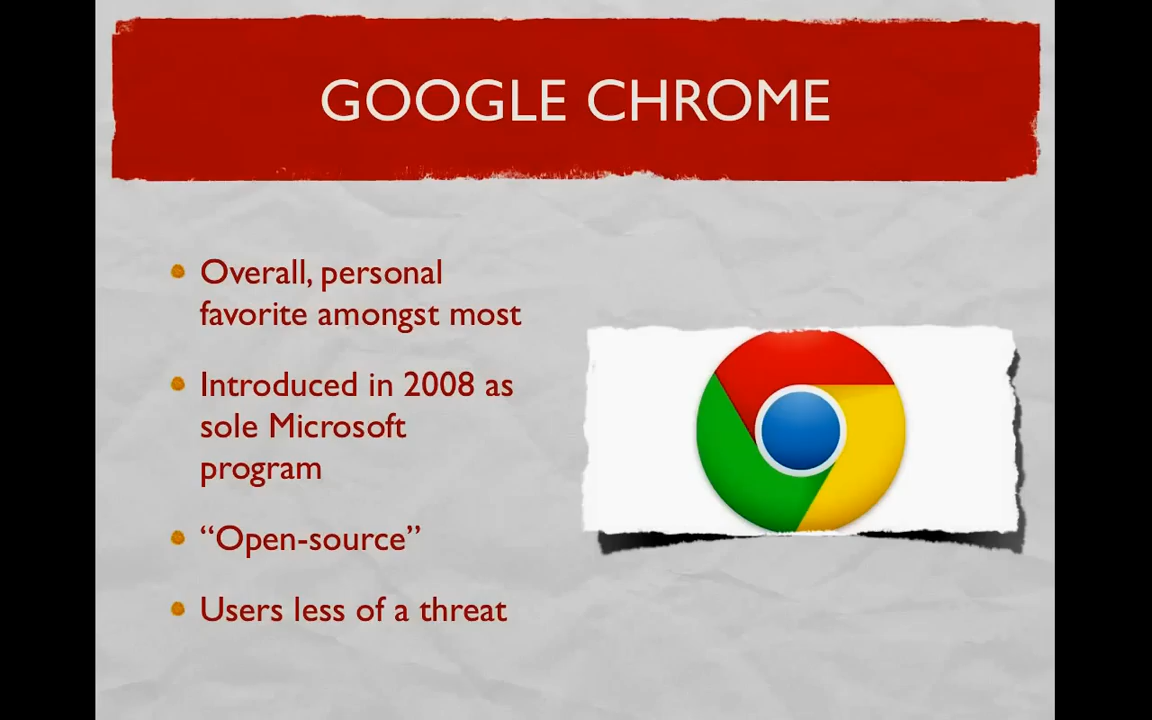 GOOGLE CHROME
Overall, personal
favorite amongst most
Introduced in 2008 as
sole Microsoft
program
“Open-source”
Users less of a threat